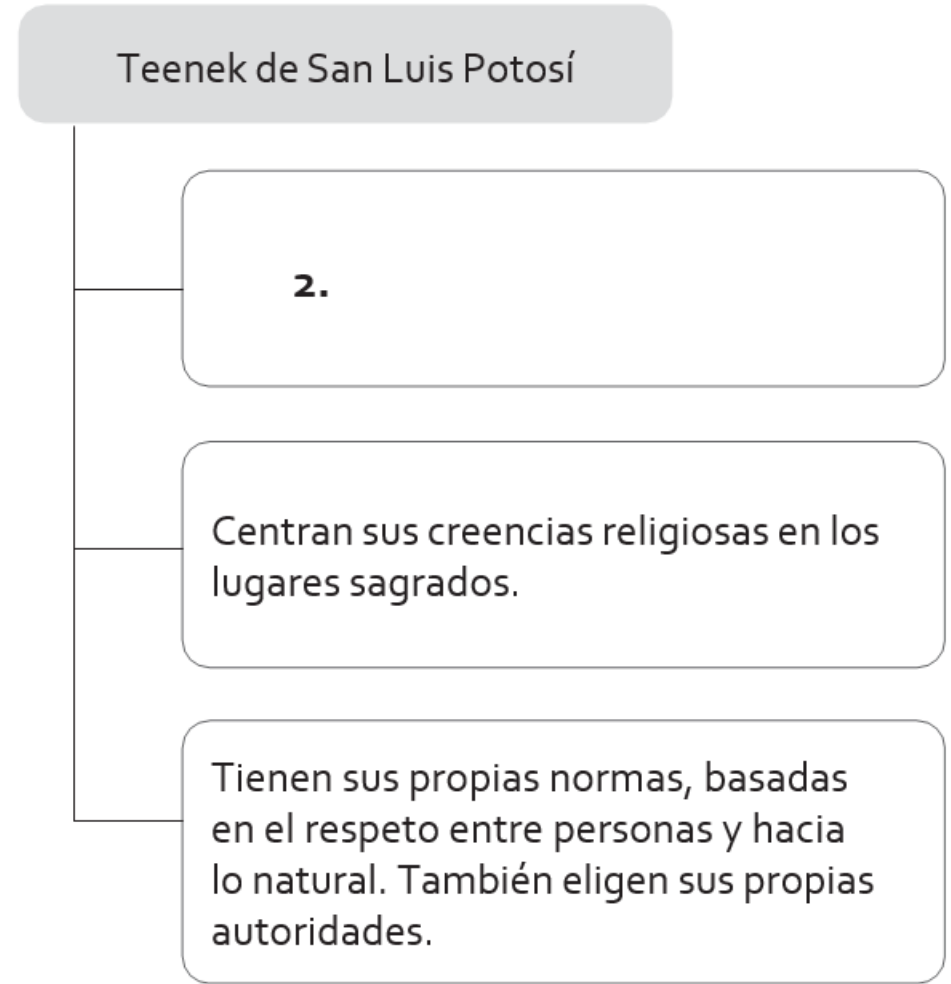 Teenek de San Luis Potosí
2.
Centran sus creencias religiosas en los
lugares sagrados.
Tienen sus propias normas, basadas
en el respeto entre personas y hacia
lo natural. También eligen sus propias
autoridades.